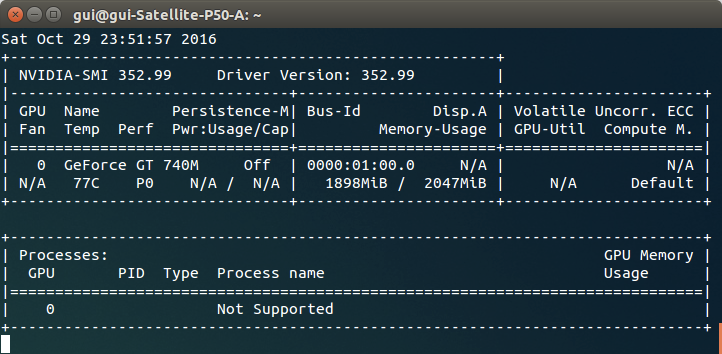 gui@gui-Satellite-P50-A: ~
Sat Oct 29 23:51:57 2016
+------------------------------------------------------+
| NVIDIA-SMI 352.99     Driver Version: 352.99         |
|-------------------------------+----------------------+----------------------+
| GPU  Name        Persistence-M| Bus-Id        Disp.A | Volatile Uncorr. ECC |
| Fan  Temp  Perf  Pwr:Usage/Cap|         Memory-Usage | GPU-Util  Compute M. |
|===============================+======================+======================|
|   0  GeForce GT 740M     Off  | 0000:01:00.0     N/A |                  N/A |
| N/A   77C    P0    N/A /  N/A |   1898MiB /  2047MiB |     N/A      Default |
+-------------------------------+----------------------+----------------------+
+-----------------------------------------------------------------------------+
| Processes:                                                       GPU Memory |
|  GPU       PID  Type  Process name                               Usage      |
|=============================================================================|
|    0                  Not Supported                                         |
+-----------------------------------------------------------------------------+